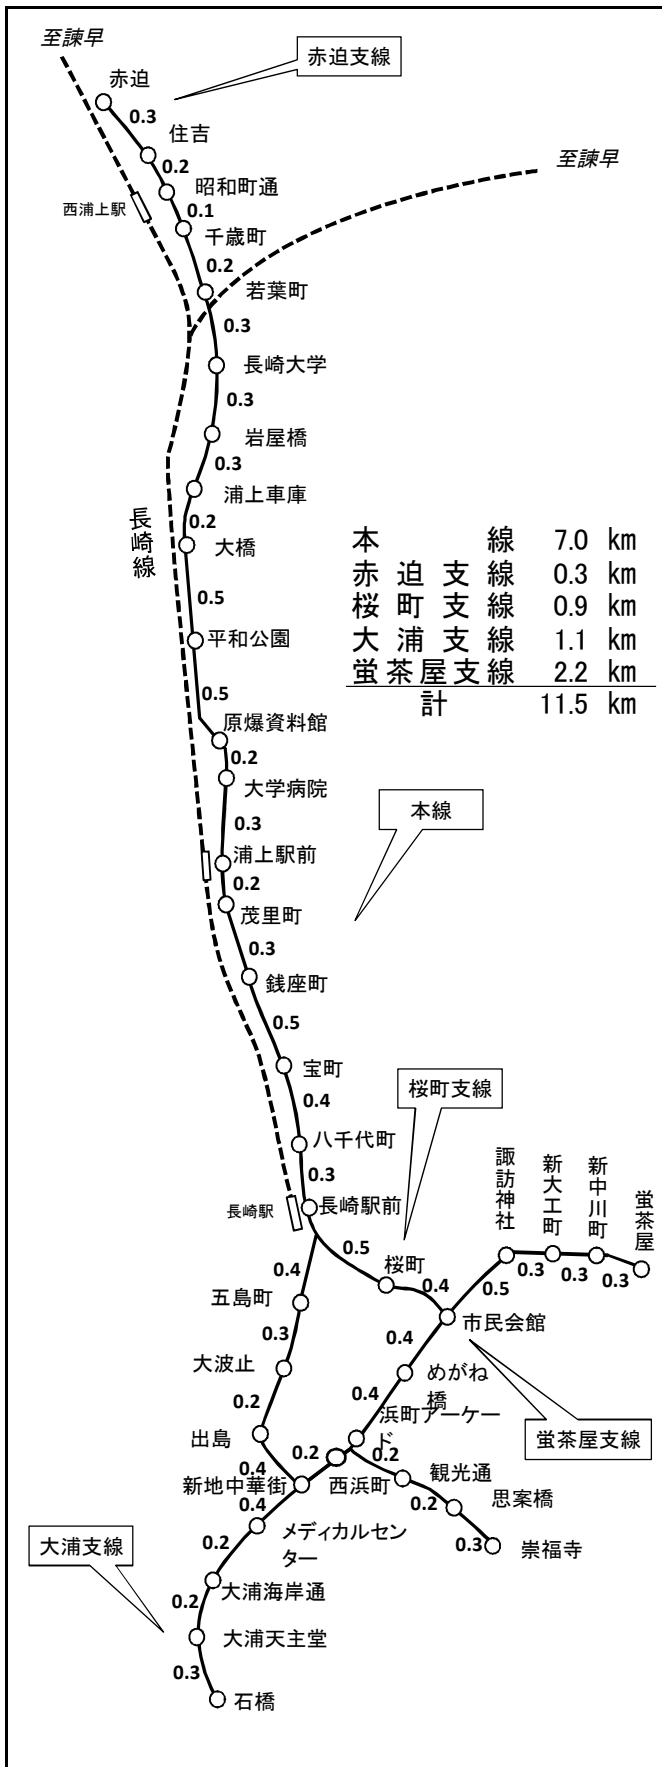 至諫早
赤迫支線
赤迫
0.3
住吉
0.2
至諫早
昭和町通
西浦上駅
0.1
千歳町
0.2
若葉町
0.3
長崎大学
0.3
岩屋橋
0.3
浦上車庫
長崎線
0.2
大橋
本線 7.0 km
赤迫支線 0.3 km
桜町支線 0.9 km
大浦支線 1.1 km
蛍茶屋支線 2.2 km
計 11.5 km
0.5
平和公園
0.5
原爆資料館
0.2
大学病院
本線
0.3
浦上駅前
0.2
茂里町
0.3
銭座町
0.5
宝町
桜町支線
0.4
八千代町
0.3
長崎駅前
長崎駅
諏訪神社
新大工町
新中川町
蛍茶屋
0.5
桜町
0.4
0.5
0.3
0.3
0.3
0.4
五島町
市民会館
0.3
大波止
0.4
めがね
橋
0.2
0.4
浜町アーケー
ド
蛍茶屋支線
出島
0.4
0.2
0.2
新地中華街
西浜町
観光通
0.4
0.2
思案橋
メディカルセン
ター
0.3
崇福寺
大浦支線
0.2
大浦海岸通
0.2
大浦天主堂
0.3
石橋